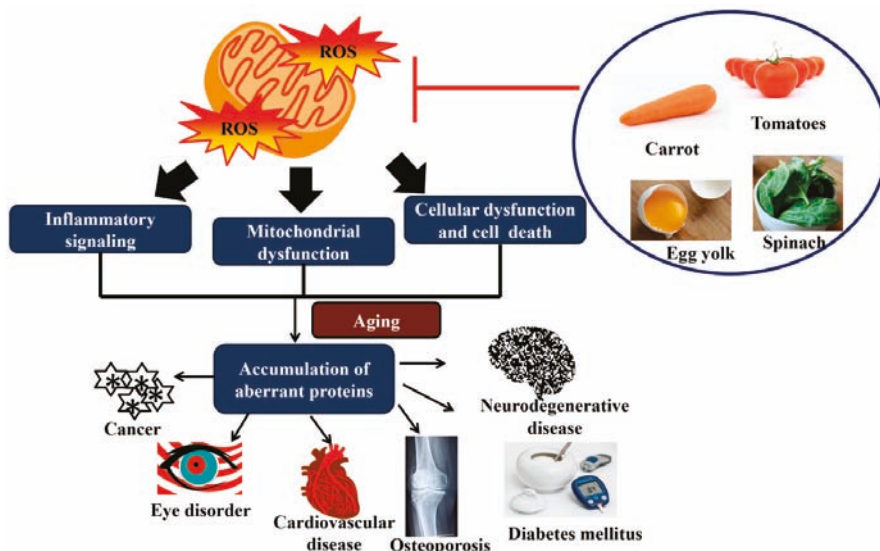 ROS
ROS
Carrot
Tomatoes
Egg yolk
Spinach
Inflammatory
signaling
Mitochondrial
dysfunction
Cellular dysfunction
and cell death
Aging
Accumulation of
aberrant proteins
Cancer
Eye disorder
Cardiovascular
disease
Osteoporosis
Neurodegenerative
disease
Diabetes mellitus